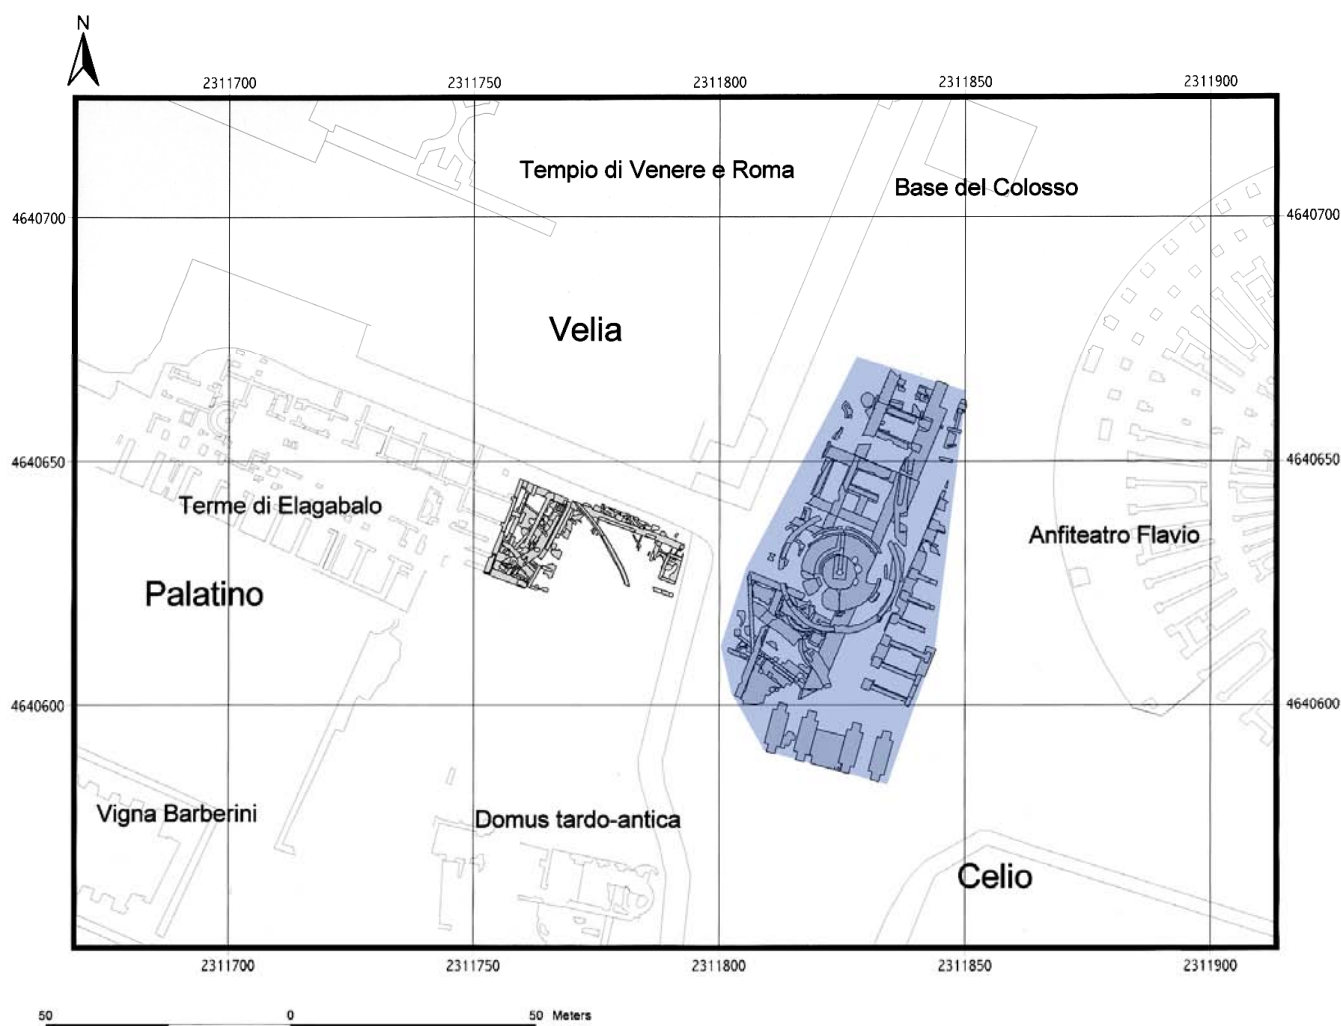 N
2311700 2311750 2311800 2311850 2311900
Tempio di Venere e Roma
Base del Colosso
4640700 4640700
Velia
4640650 4640650
Terme di Elagabalo
Anfiteatro Flavio
Palatino
4640600 4640600
Vigna Barberini
Domus tardo-antica
Celio
2311700 2311750 2311800 2311850 2311900
50 0 50 Meters